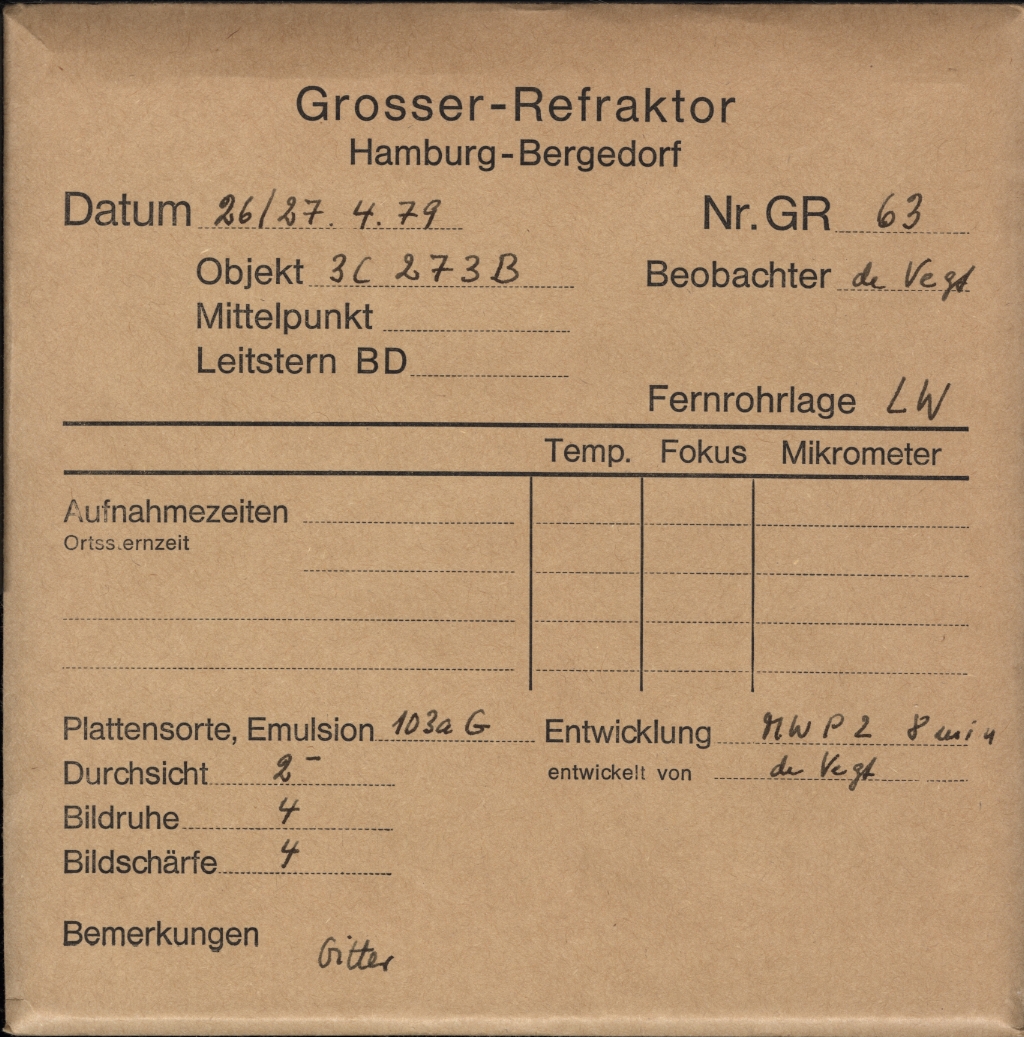 Grosser-Refraktor
Hamburg-Bergedorf
Datum 26/27. 4. 79 Nr. GR 63
Objekt 3C 273B Beobachter de Vegt
Mittelpunkt
Leitstern BD
Fernrohrlage LW
Temp. Fokus Mikrometer
Aufnahmezeiten
Ortssternzeit
Plattensorte, Emulsion 103a G Entwicklung MWP2 8 min
Durchsicht 2- entwickelt von de Vegt
Bildruhe 4
Bildschärfe 4
Bemerkungen Gitter